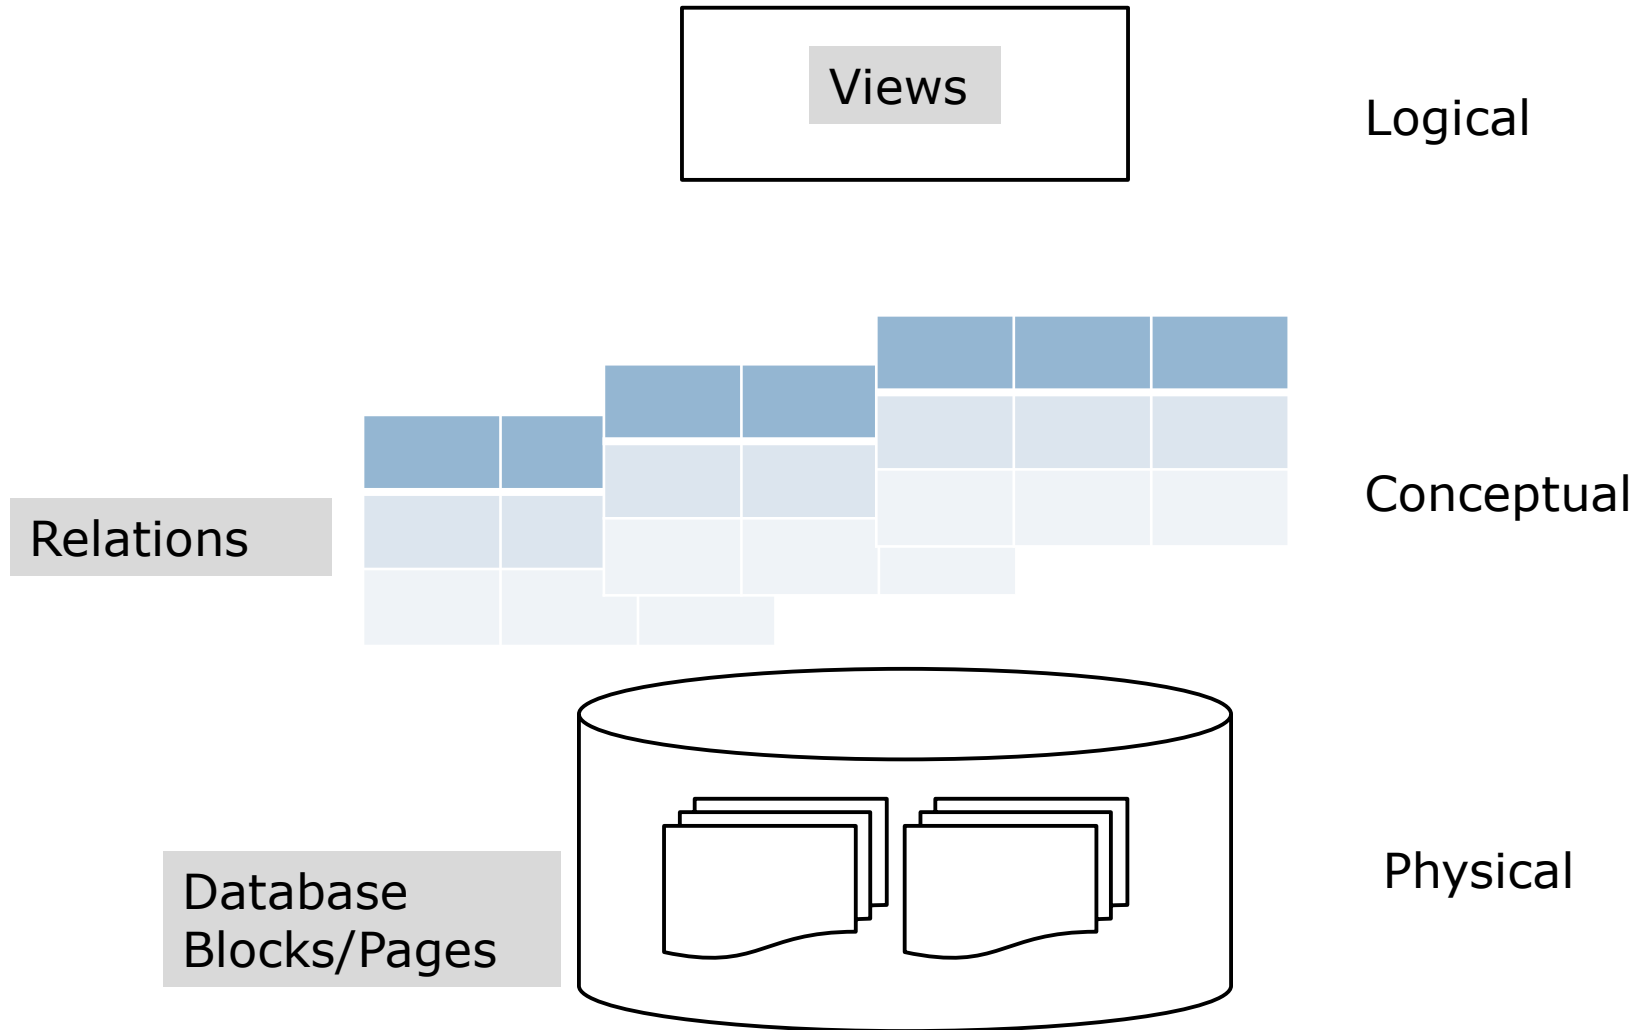 Views
Logical
Relations
Conceptual
Database
Blocks/Pages
Physical